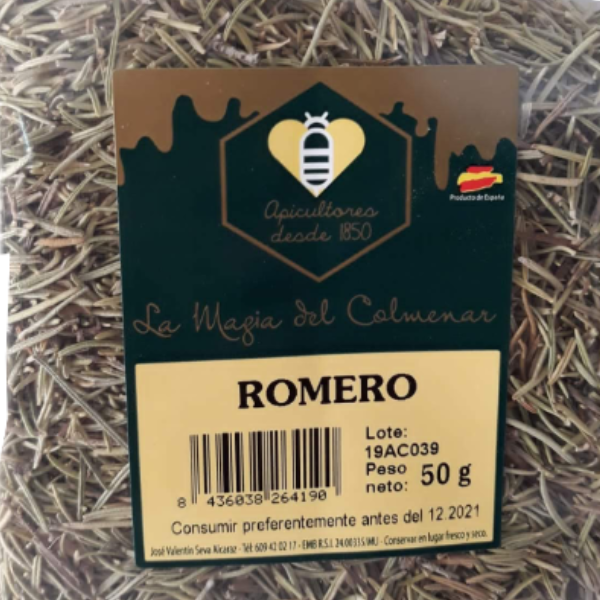 Apicultores
desde 1850
Producto de España
La Magia del Colmenar
ROMERO
Lote:
19AC039
Peso
neto: 50 g
8 436038 264190
Consumir preferentemente antes del 12.2021
José Valentín Seva Alcaraz - Tél: 609 42 02 17 - EMB R.S.I. 24.00335 MU - Conservar en lugar fresco y seco.